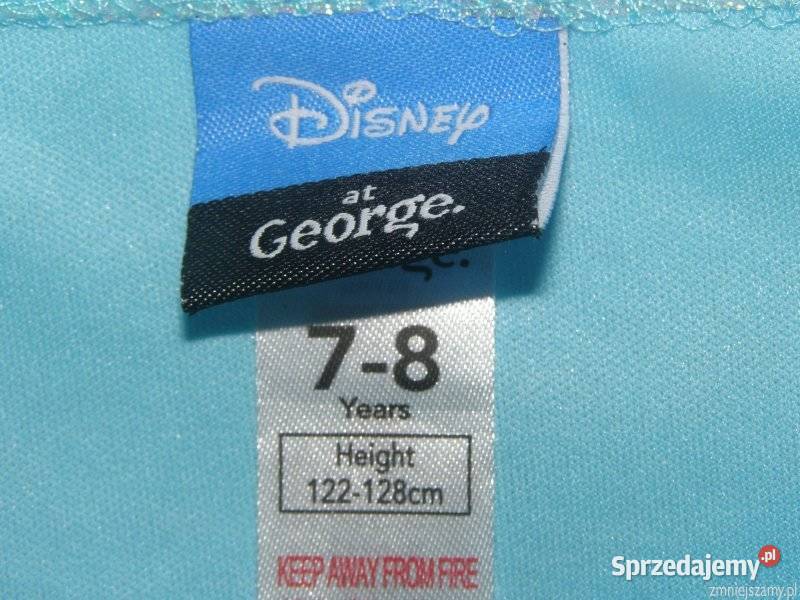 Disney
at
George.
7-8
Years
Height
122-128cm
KEEP AWAY FROM FIRE
Sprzedajemy.pl
zmniejszamy.pl